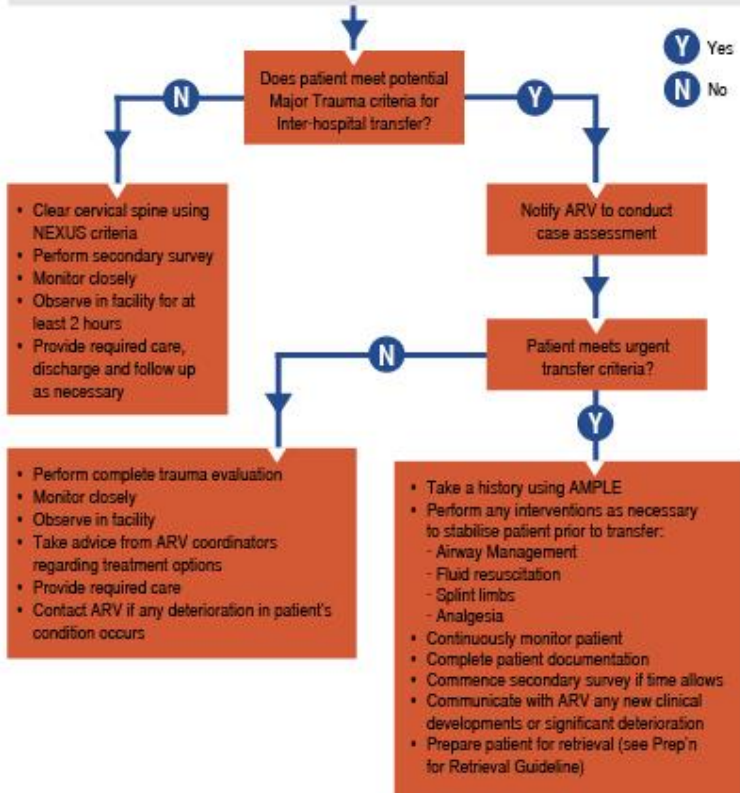 Y Yes
N No
Does patient meet potential
Major Trauma criteria for
Inter-hospital transfer?
N
Y
• Clear cervical spine using
NEXUS criteria
• Perform secondary survey
• Monitor closely
• Observe in facility for at
least 2 hours
• Provide required care,
discharge and follow up
as necessary
Notify ARV to conduct
case assessment
Patient meets urgent
transfer criteria?
N
Y
• Perform complete trauma evaluation
• Monitor closely
• Observe in facility
• Take advice from ARV coordinators
regarding treatment options
• Provide required care
• Contact ARV if any deterioration in patient's
condition occurs
• Take a history using AMPLE
• Perform any interventions as necessary
to stabilise patient prior to transfer:
- Airway Management
- Fluid resuscitation
- Splint limbs
- Analgesia
• Continuously monitor patient
• Complete patient documentation
• Commence secondary survey if time allows
• Communicate with ARV any new clinical
developments or significant deterioration
• Prepare patient for retrieval (see Prep'n
for Retrieval Guideline)